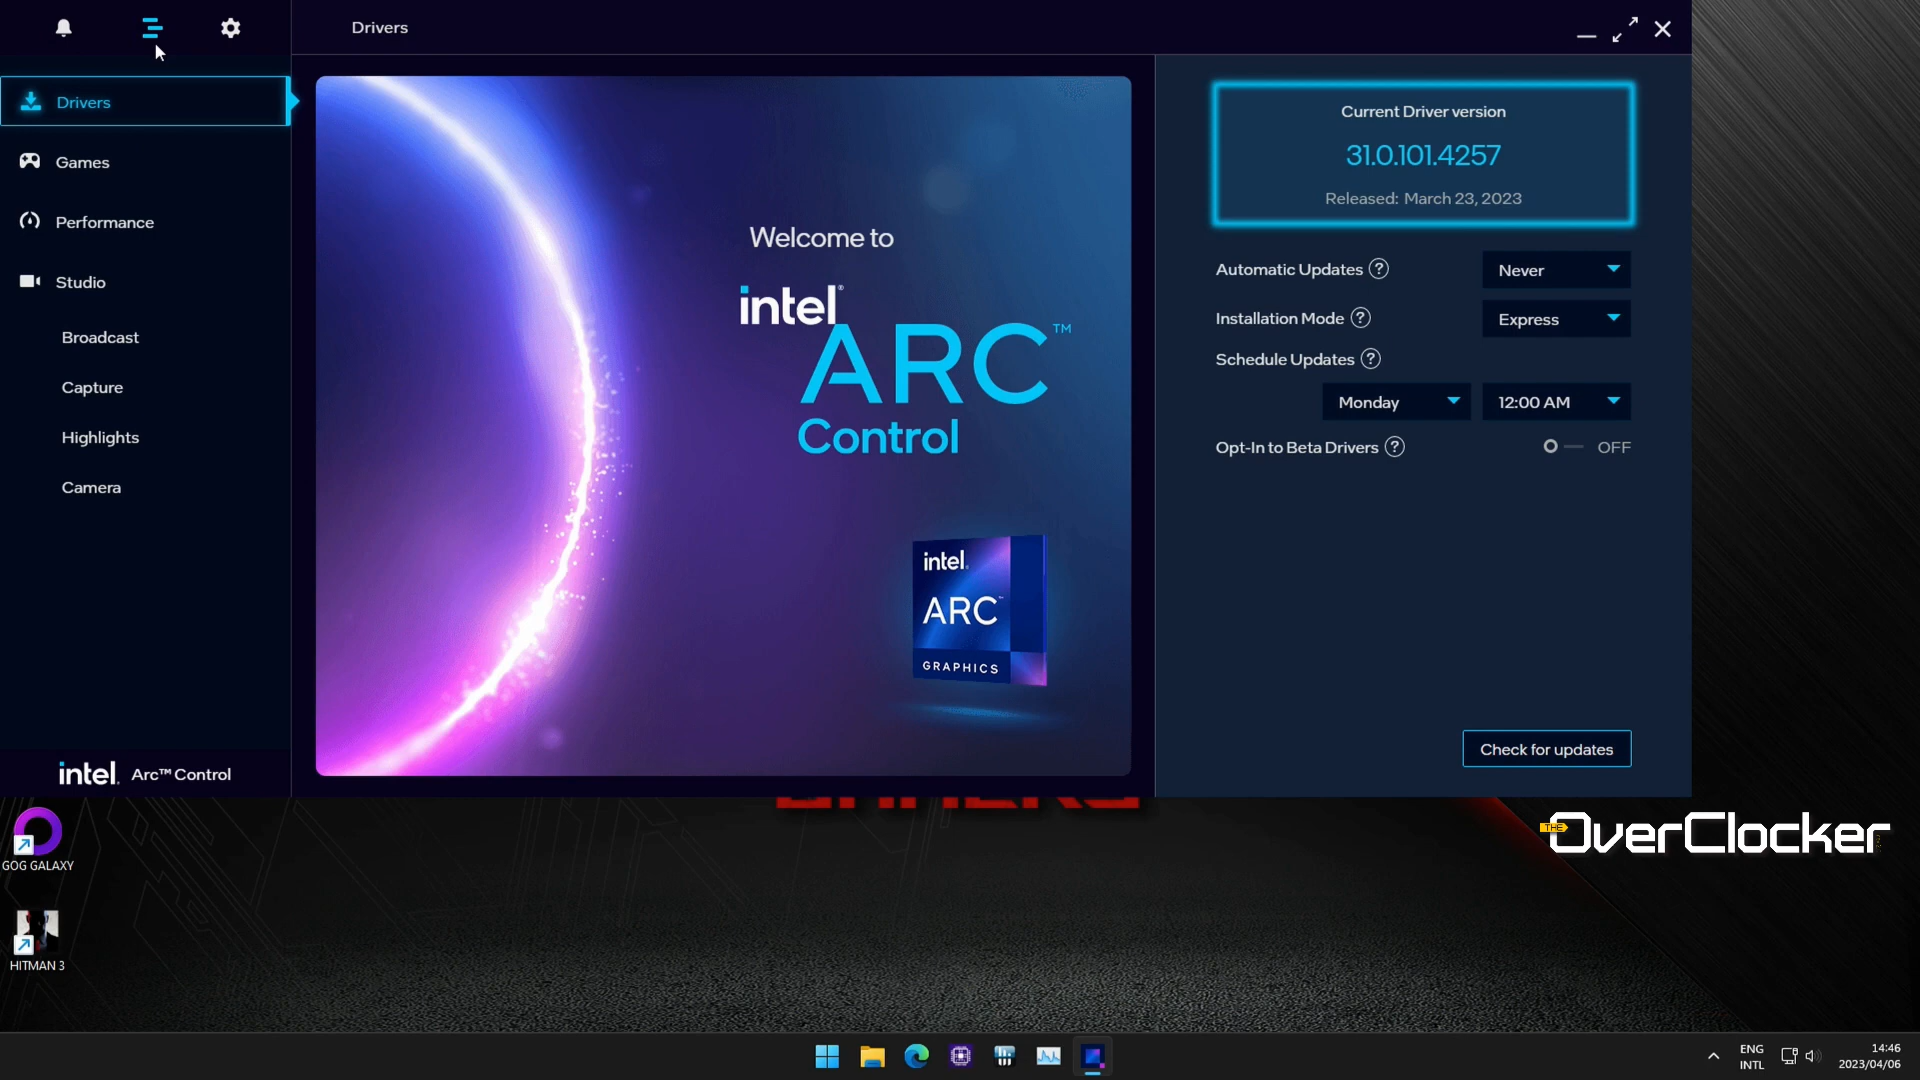 Drivers
Drivers
Games
Performance
Studio
Broadcast
Capture
Highlights
Camera
intel. Arc™ Control
Welcome to
intel®
ARC™
Control
intel.
ARC™
GRAPHICS
Current Driver version
31.0.101.4257
Released: March 23, 2023
Automatic Updates ?
Never
Installation Mode ?
Express
Schedule Updates ?
Monday
12:00 AM
Opt-In to Beta Drivers ?
OFF
Check for updates
GOG GALAXY
HITMAN 3
THE
OverClocker
ENG
INTL
14:46
2023/04/06